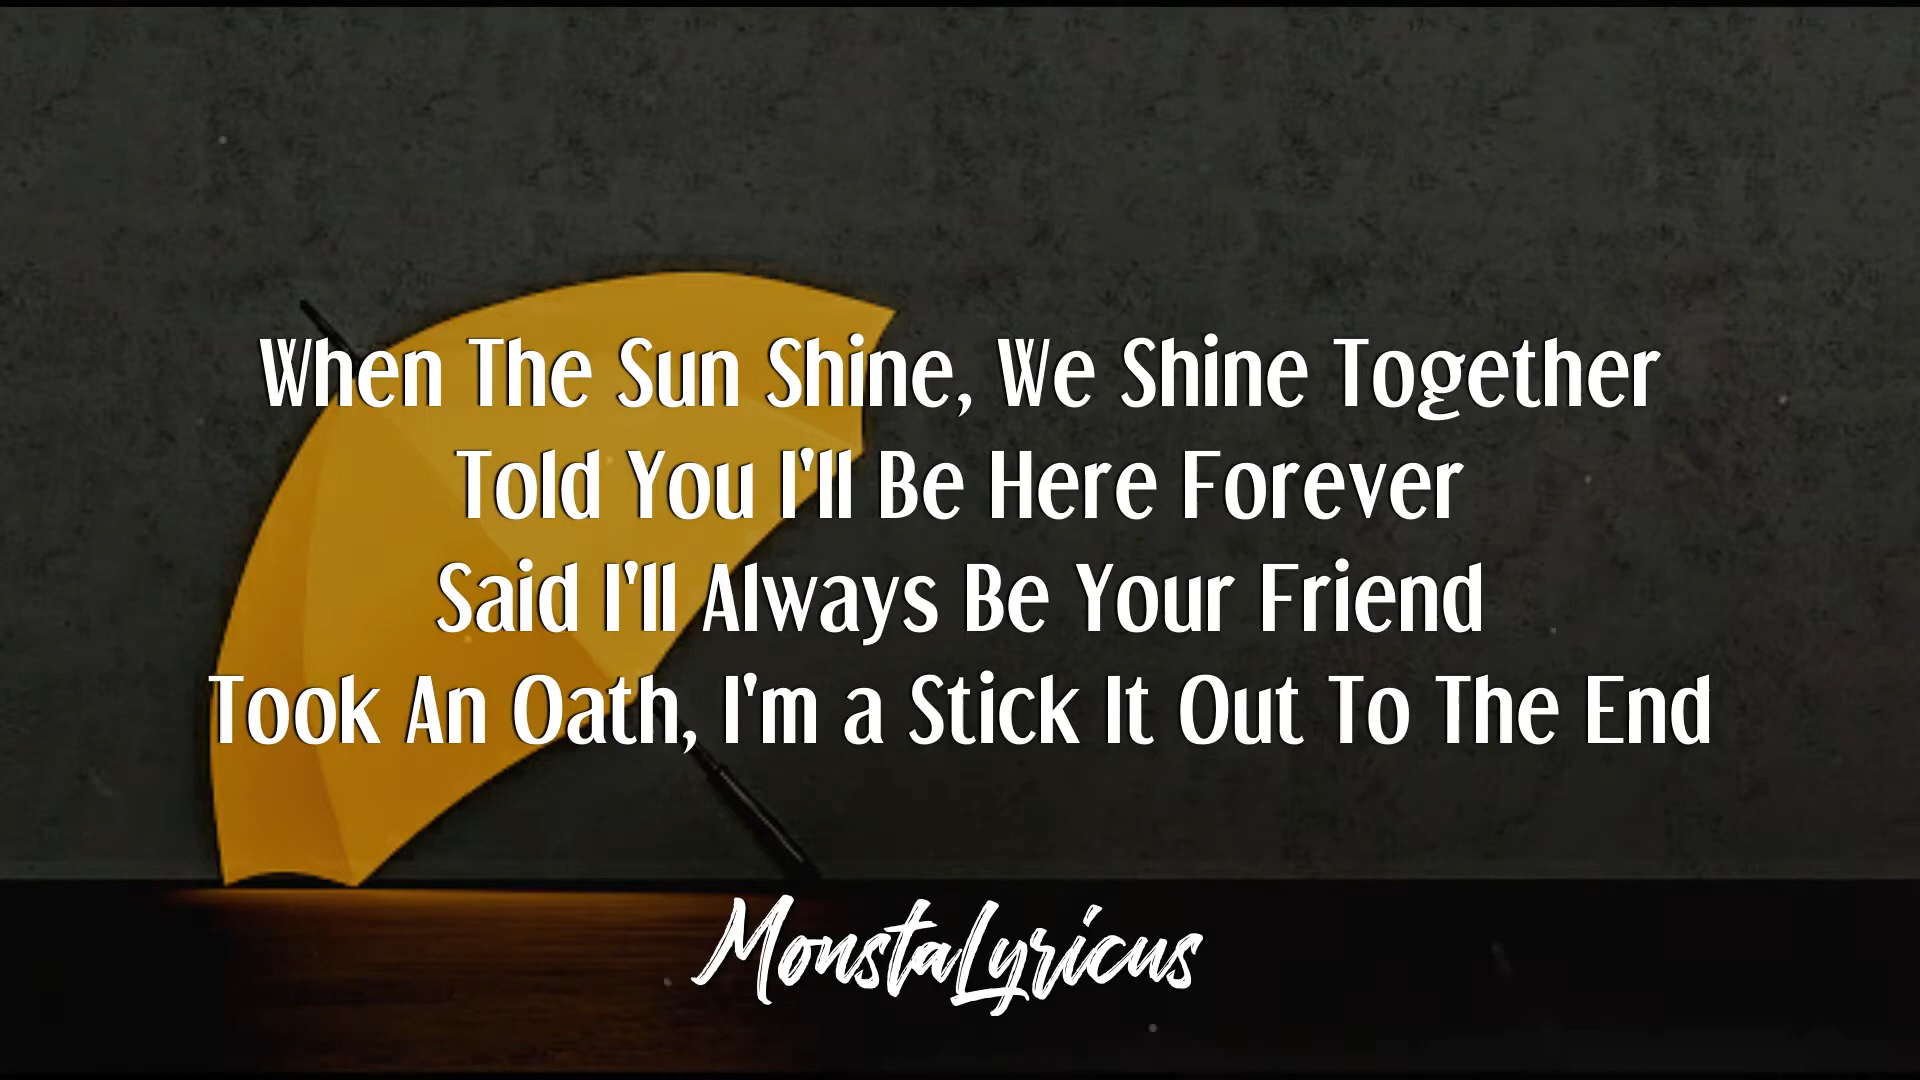 When The Sun Shine, We Shine Together
Told You I'll Be Here Forever
Said I'll Always Be Your Friend
Took An Oath, I'm a Stick It Out To The End
MonstaLyricus